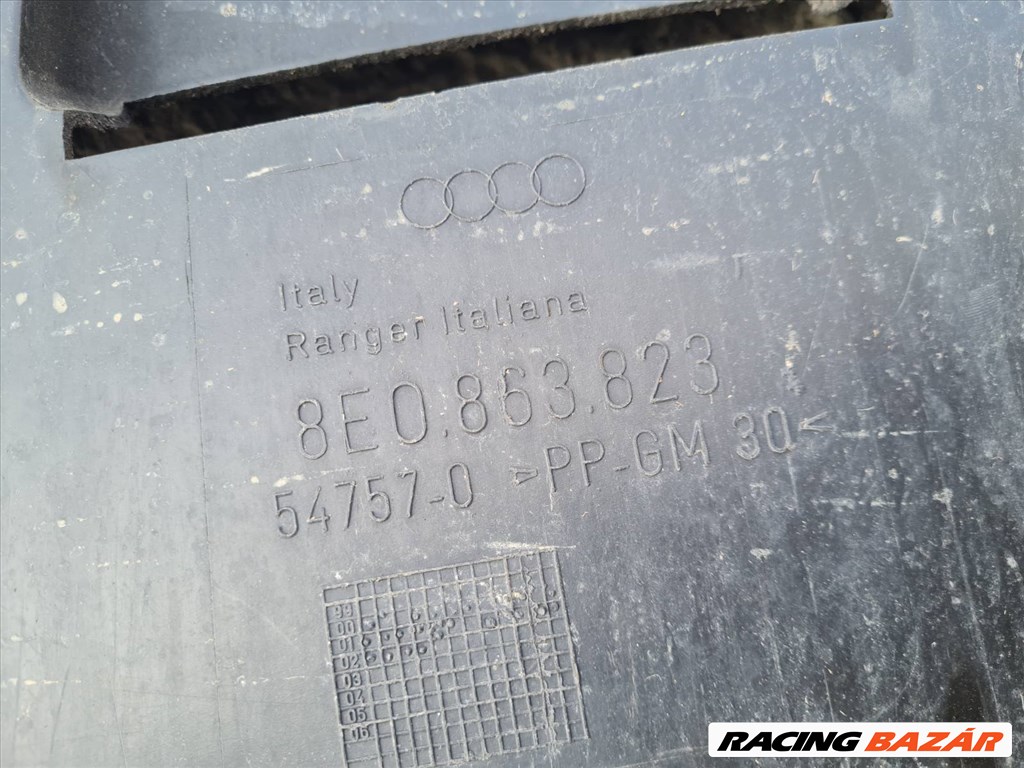 Italy
Ranger Italiana
8E0.863.823
54757-0 >PP-GM 30<
99
00
01
02
03
04
05
06
RACING BAZÁR